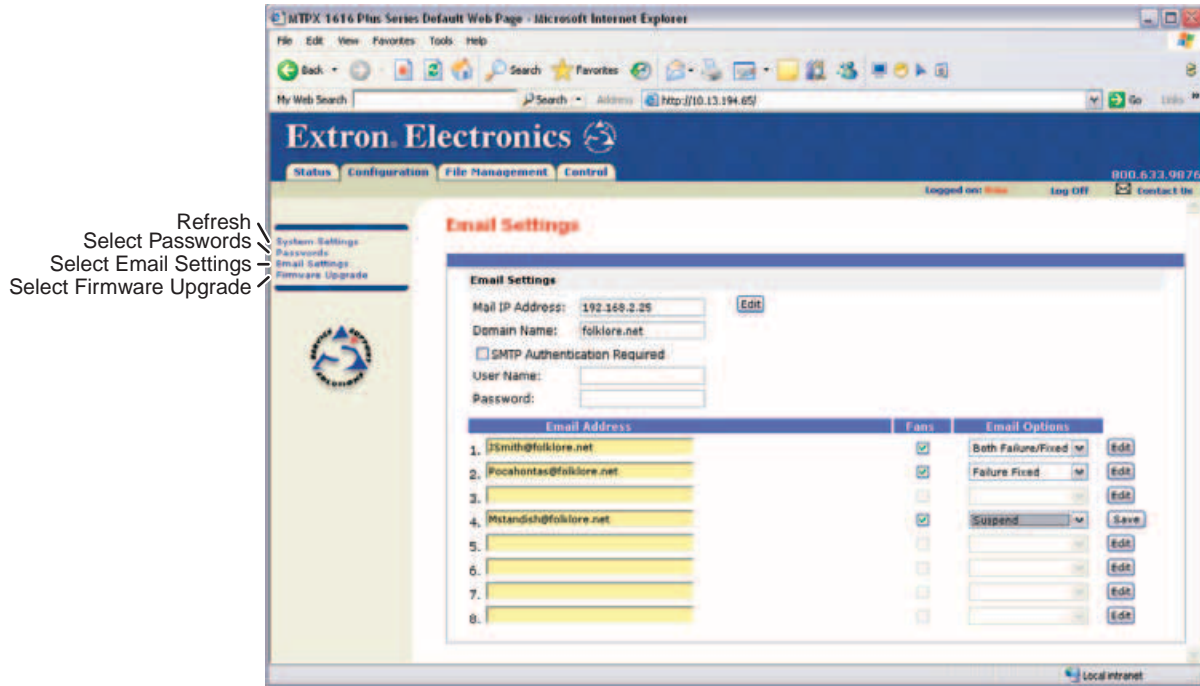 MTPX 1616 Plus Series Default Web Page - Microsoft Internet Explorer
File Edit View Favorites Tools Help
Back Search Favorites
My Web Search Search Address http://10.13.194.65/ Go Links
Extron Electronics
Status Configuration File Management Control
800.633.9876
Logged on: Log Off Contact Us
Refresh
Select Passwords
Select Email Settings
Select Firmware Upgrade
System Settings
Passwords
Email Settings
Firmware Upgrade
SERVICE SUPPORT SOLUTIONS
Email Settings
Email Settings
Mail IP Address: 192.168.2.25 Edit
Domain Name: folklore.net
SMTP Authentication Required
User Name:
Password:
Email Address Fans Email Options
1. JSmith@folklore.net Both Failure/Fixed Edit
2. Pocahontas@folklore.net Failure Fixed Edit
3. Edit
4. Mstandish@folklore.net Suspend Save
5. Edit
6. Edit
7. Edit
8. Edit
Local intranet